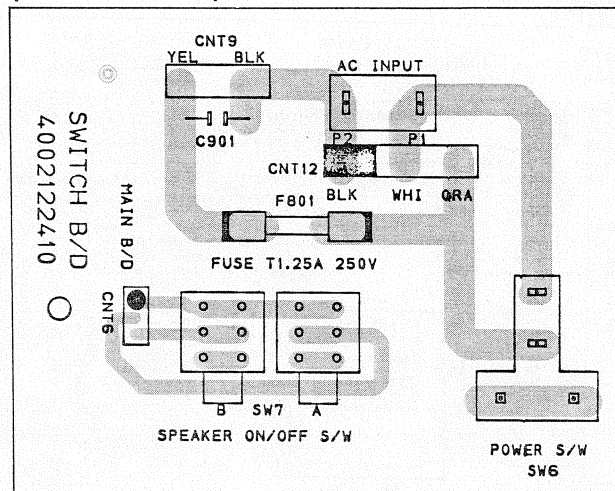 CNT9
YEL BLK
AC INPUT
C901
P2 P1
CNT12
BLK WHI ORA
F801
FUSE T1.25A 250V
SWITCH B/D
4002122410
MAIN B/D
CNT6
B SW7 A
SPEAKER ON/OFF S/W
POWER S/W
SW6